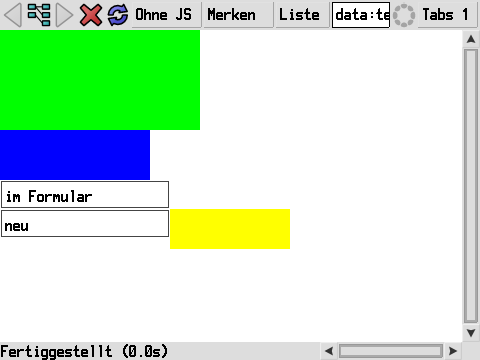 Ohne JS Merken Liste data:te Tabs 1
im Formular
neu
Fertiggestellt (0.0s)